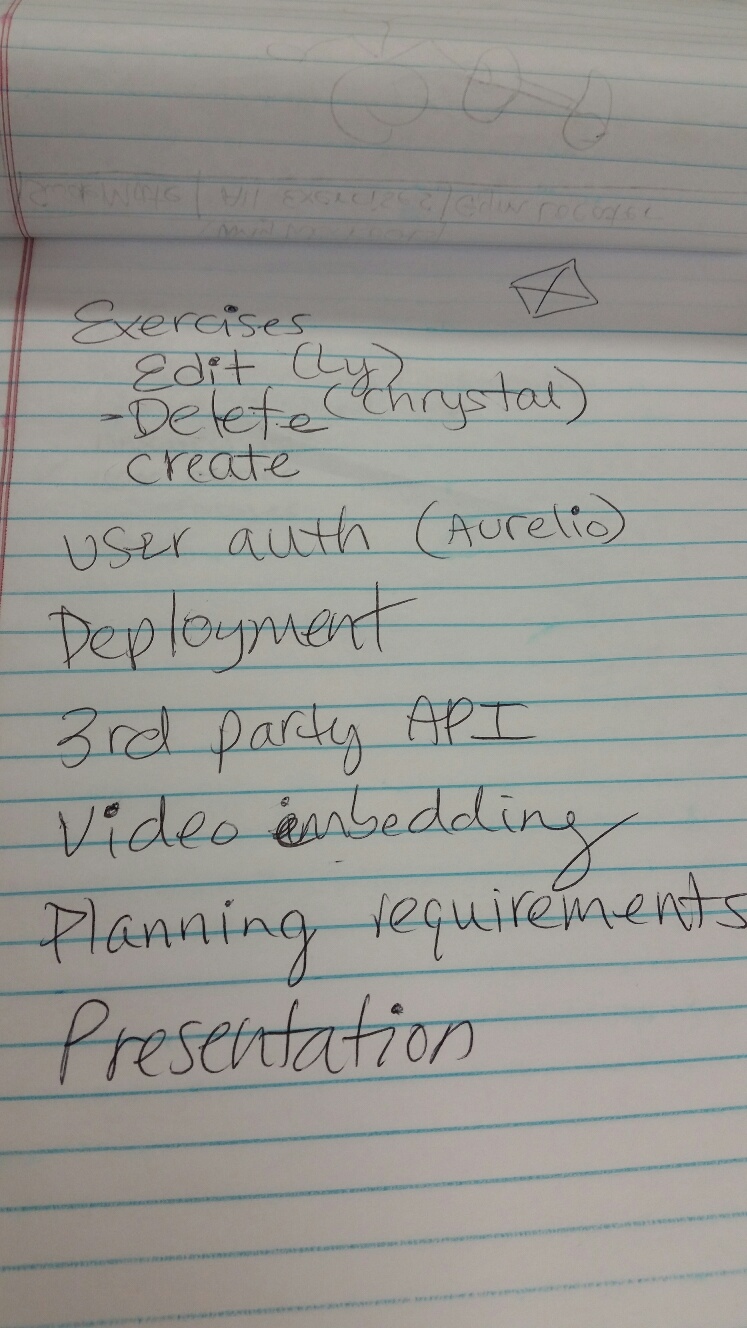 Exercises
Edit (Ly)
-Delete (Chrystal)
create
User auth (Aurelio)
Deployment
3rd party API
Video embedding
Planning requirements
Presentation